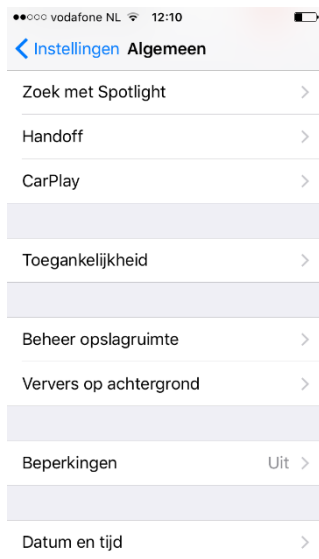 vodafone NL 12:10
Instellingen Algemeen
Zoek met Spotlight
Handoff
CarPlay
Toegankelijkheid
Beheer opslagruimte
Ververs op achtergrond
Beperkingen Uit
Datum en tijd